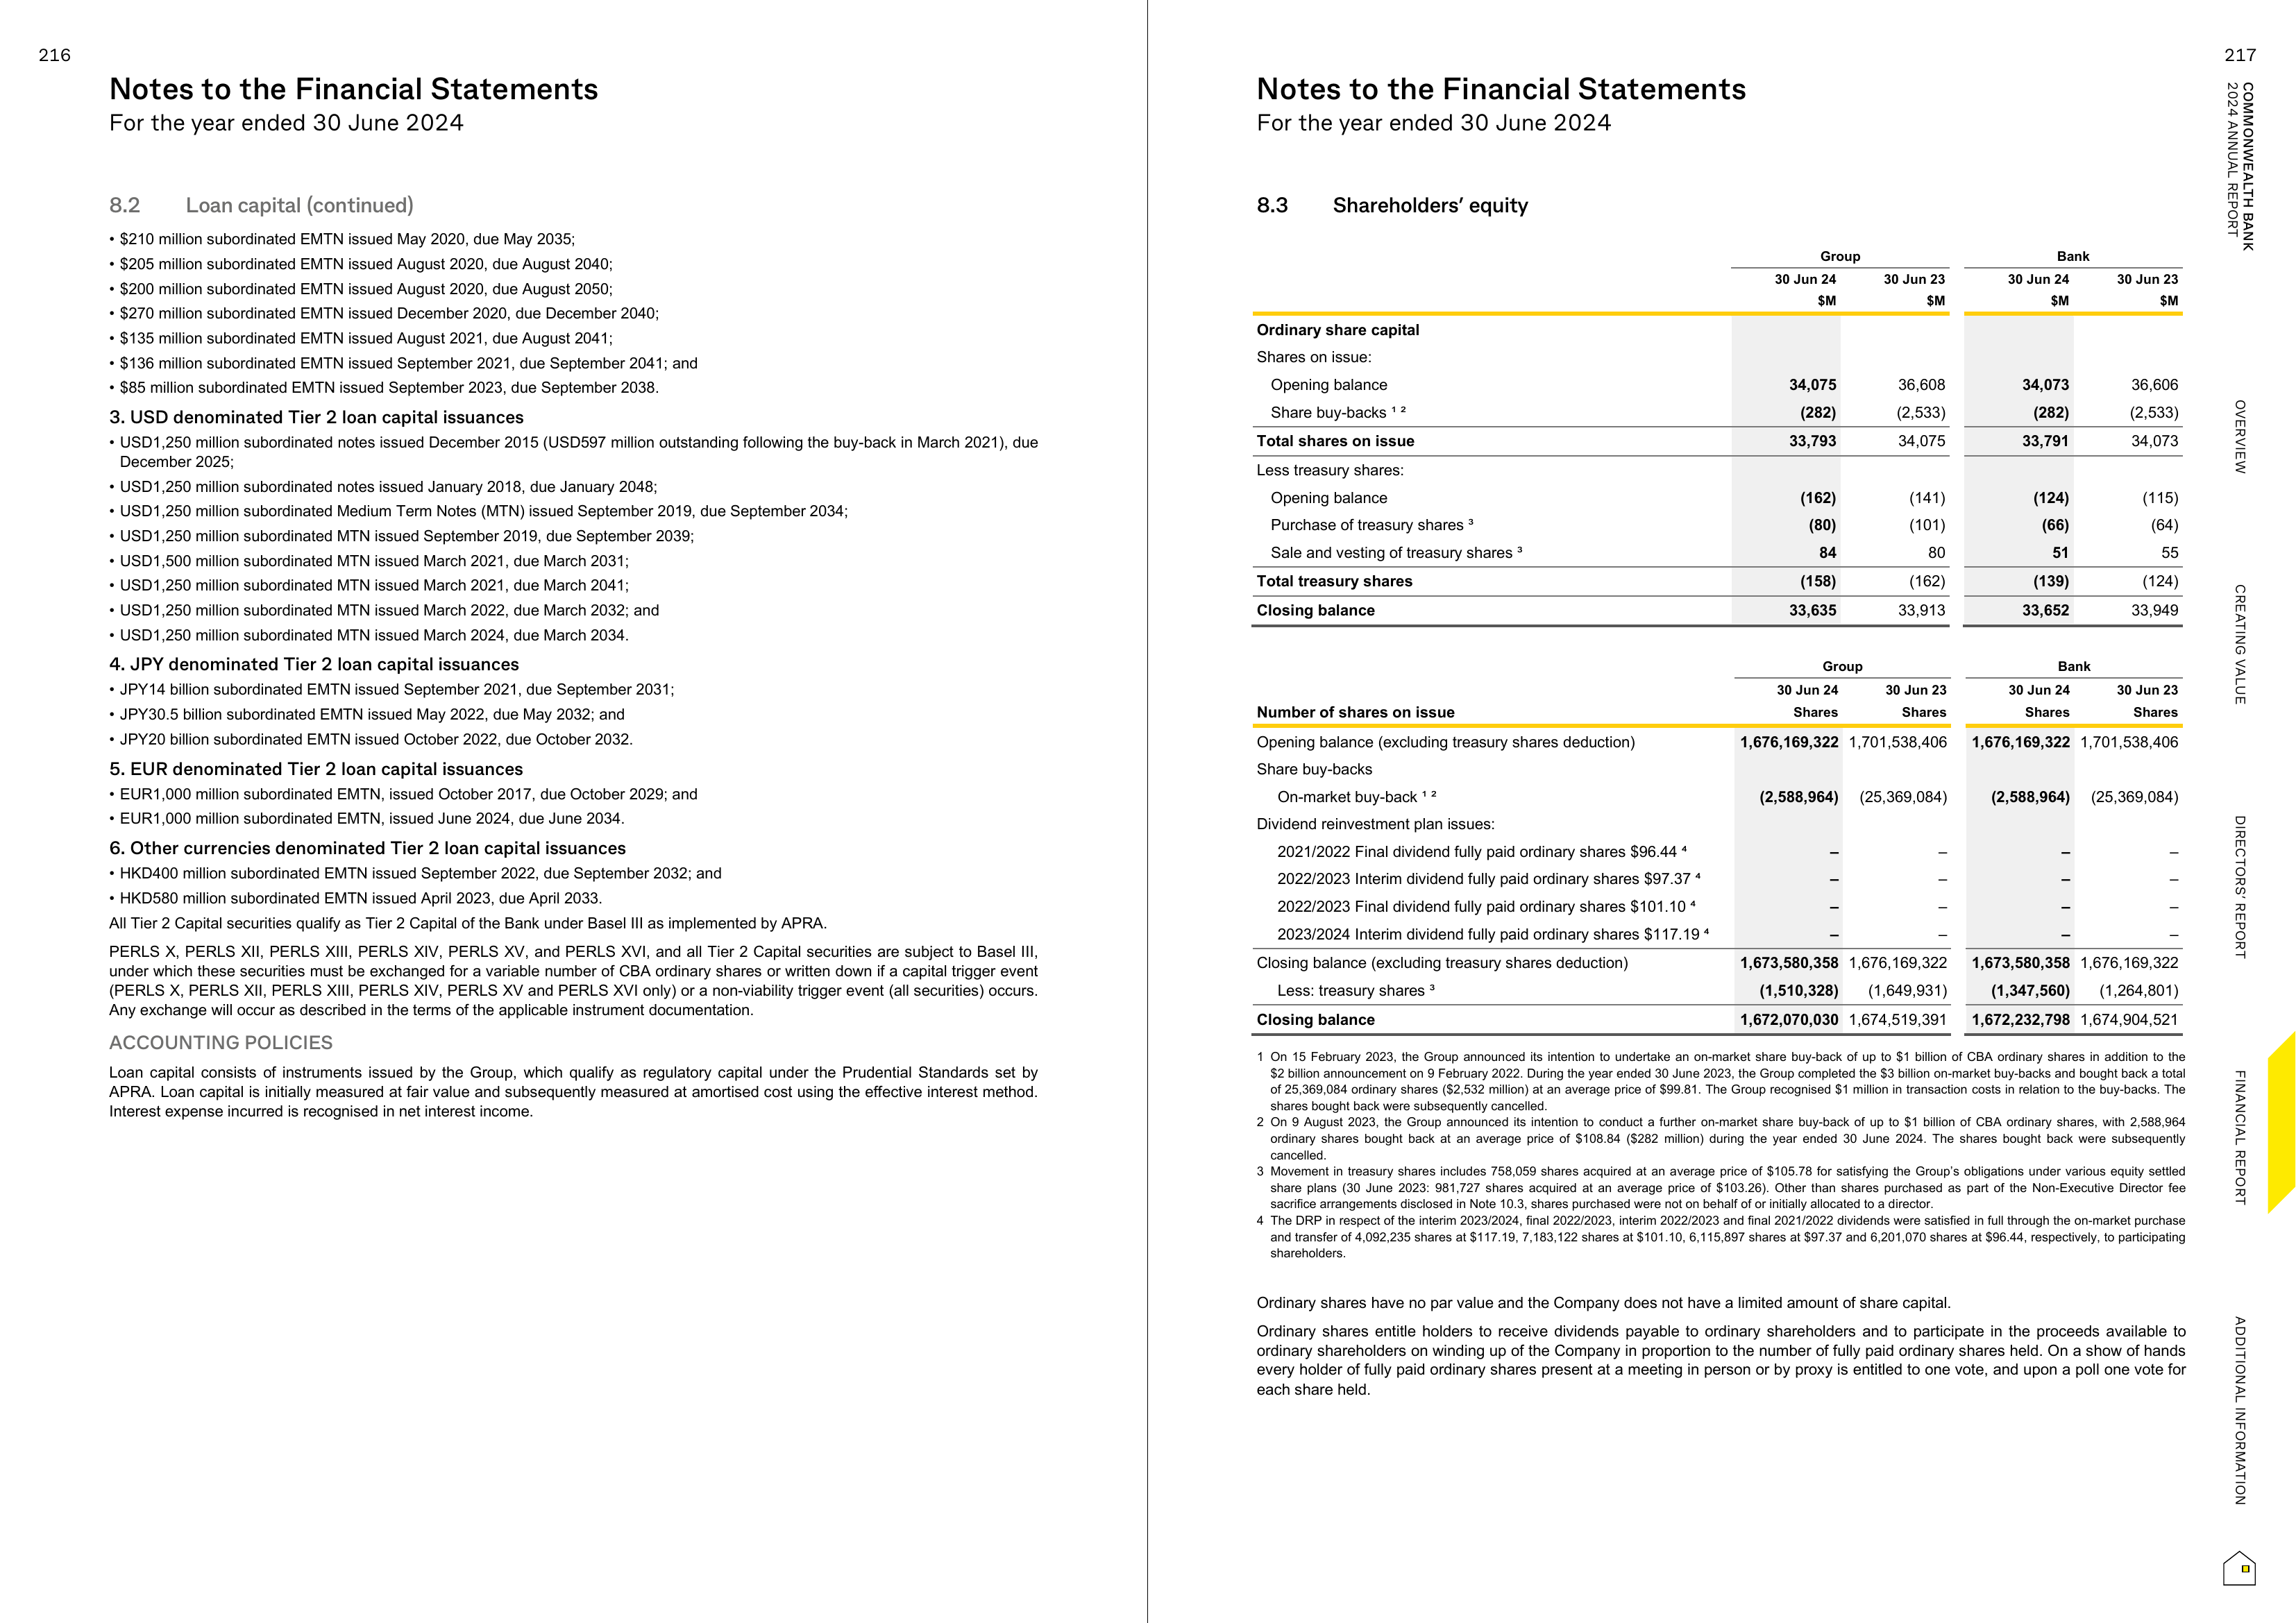 216
Notes to the Financial Statements
For the year ended 30 June 2024
8.2 Loan capital (continued)
• $210 million subordinated EMTN issued May 2020, due May 2035;
• $205 million subordinated EMTN issued August 2020, due August 2040;
• $200 million subordinated EMTN issued August 2020, due August 2050;
• $270 million subordinated EMTN issued December 2020, due December 2040;
• $135 million subordinated EMTN issued August 2021, due August 2041;
• $136 million subordinated EMTN issued September 2021, due September 2041; and
• $85 million subordinated EMTN issued September 2023, due September 2038.
3. USD denominated Tier 2 loan capital issuances
• USD1,250 million subordinated notes issued December 2015 (USD597 million outstanding following the buy-back in March 2021), due
December 2025;
• USD1,250 million subordinated notes issued January 2018, due January 2048;
• USD1,250 million subordinated Medium Term Notes (MTN) issued September 2019, due September 2034;
• USD1,250 million subordinated MTN issued September 2019, due September 2039;
• USD1,500 million subordinated MTN issued March 2021, due March 2031;
• USD1,250 million subordinated MTN issued March 2021, due March 2041;
• USD1,250 million subordinated MTN issued March 2022, due March 2032; and
• USD1,250 million subordinated MTN issued March 2024, due March 2034.
4. JPY denominated Tier 2 loan capital issuances
• JPY14 billion subordinated EMTN issued September 2021, due September 2031;
• JPY30.5 billion subordinated EMTN issued May 2022, due May 2032; and
• JPY20 billion subordinated EMTN issued October 2022, due October 2032.
5. EUR denominated Tier 2 loan capital issuances
• EUR1,000 million subordinated EMTN, issued October 2017, due October 2029; and
• EUR1,000 million subordinated EMTN, issued June 2024, due June 2034.
6. Other currencies denominated Tier 2 loan capital issuances
• HKD400 million subordinated EMTN issued September 2022, due September 2032; and
• HKD580 million subordinated EMTN issued April 2023, due April 2033.
All Tier 2 Capital securities qualify as Tier 2 Capital of the Bank under Basel III as implemented by APRA.
PERLS X, PERLS XII, PERLS XIII, PERLS XIV, PERLS XV, and PERLS XVI, and all Tier 2 Capital securities are subject to Basel III,
under which these securities must be exchanged for a variable number of CBA ordinary shares or written down if a capital trigger event
(PERLS X, PERLS XII, PERLS XIII, PERLS XIV, PERLS XV and PERLS XVI only) or a non-viability trigger event (all securities) occurs.
Any exchange will occur as described in the terms of the applicable instrument documentation.
ACCOUNTING POLICIES
Loan capital consists of instruments issued by the Group, which qualify as regulatory capital under the Prudential Standards set by
APRA. Loan capital is initially measured at fair value and subsequently measured at amortised cost using the effective interest method.
Interest expense incurred is recognised in net interest income.
217
Notes to the Financial Statements
For the year ended 30 June 2024
8.3 Shareholders' equity
Group Bank
30 Jun 24 30 Jun 23 30 Jun 24 30 Jun 23
$M $M $M $M
Ordinary share capital
Shares on issue:
Opening balance 34,075 36,608 34,073 36,606
Share buy-backs ¹ ² (282) (2,533) (282) (2,533)
Total shares on issue 33,793 34,075 33,791 34,073
Less treasury shares:
Opening balance (162) (141) (124) (115)
Purchase of treasury shares ³ (80) (101) (66) (64)
Sale and vesting of treasury shares ³ 84 80 51 55
Total treasury shares (158) (162) (139) (124)
Closing balance 33,635 33,913 33,652 33,949
Group Bank
30 Jun 24 30 Jun 23 30 Jun 24 30 Jun 23
Number of shares on issue Shares Shares Shares Shares
Opening balance (excluding treasury shares deduction) 1,676,169,322 1,701,538,406 1,676,169,322 1,701,538,406
Share buy-backs
On-market buy-back ¹ ² (2,588,964) (25,369,084) (2,588,964) (25,369,084)
Dividend reinvestment plan issues:
2021/2022 Final dividend fully paid ordinary shares $96.44 ⁴ – – – –
2022/2023 Interim dividend fully paid ordinary shares $97.37 ⁴ – – – –
2022/2023 Final dividend fully paid ordinary shares $101.10 ⁴ – – – –
2023/2024 Interim dividend fully paid ordinary shares $117.19 ⁴ – – – –
Closing balance (excluding treasury shares deduction) 1,673,580,358 1,676,169,322 1,673,580,358 1,676,169,322
Less: treasury shares ³ (1,510,328) (1,649,931) (1,347,560) (1,264,801)
Closing balance 1,672,070,030 1,674,519,391 1,672,232,798 1,674,904,521
1 On 15 February 2023, the Group announced its intention to undertake an on-market share buy-back of up to $1 billion of CBA ordinary shares in addition to the
$2 billion announcement on 9 February 2022. During the year ended 30 June 2023, the Group completed the $3 billion on-market buy-backs and bought back a total
of 25,369,084 ordinary shares ($2,532 million) at an average price of $99.81. The Group recognised $1 million in transaction costs in relation to the buy-backs. The
shares bought back were subsequently cancelled.
2 On 9 August 2023, the Group announced its intention to conduct a further on-market share buy-back of up to $1 billion of CBA ordinary shares, with 2,588,964
ordinary shares bought back at an average price of $108.84 ($282 million) during the year ended 30 June 2024. The shares bought back were subsequently
cancelled.
3 Movement in treasury shares includes 758,059 shares acquired at an average price of $105.78 for satisfying the Group's obligations under various equity settled
share plans (30 June 2023: 981,727 shares acquired at an average price of $103.26). Other than shares purchased as part of the Non-Executive Director fee
sacrifice arrangements disclosed in Note 10.3, shares purchased were not on behalf of or initially allocated to a director.
4 The DRP in respect of the interim 2023/2024, final 2022/2023, interim 2022/2023 and final 2021/2022 dividends were satisfied in full through the on-market purchase
and transfer of 4,092,235 shares at $117.19, 7,183,122 shares at $101.10, 6,115,897 shares at $97.37 and 6,201,070 shares at $96.44, respectively, to participating
shareholders.
Ordinary shares have no par value and the Company does not have a limited amount of share capital.
Ordinary shares entitle holders to receive dividends payable to ordinary shareholders and to participate in the proceeds available to
ordinary shareholders on winding up of the Company in proportion to the number of fully paid ordinary shares held. On a show of hands
every holder of fully paid ordinary shares present at a meeting in person or by proxy is entitled to one vote, and upon a poll one vote for
each share held.
COMMONWEALTH BANK
2024 ANNUAL REPORT
OVERVIEW
CREATING VALUE
DIRECTORS' REPORT
FINANCIAL REPORT
ADDITIONAL INFORMATION